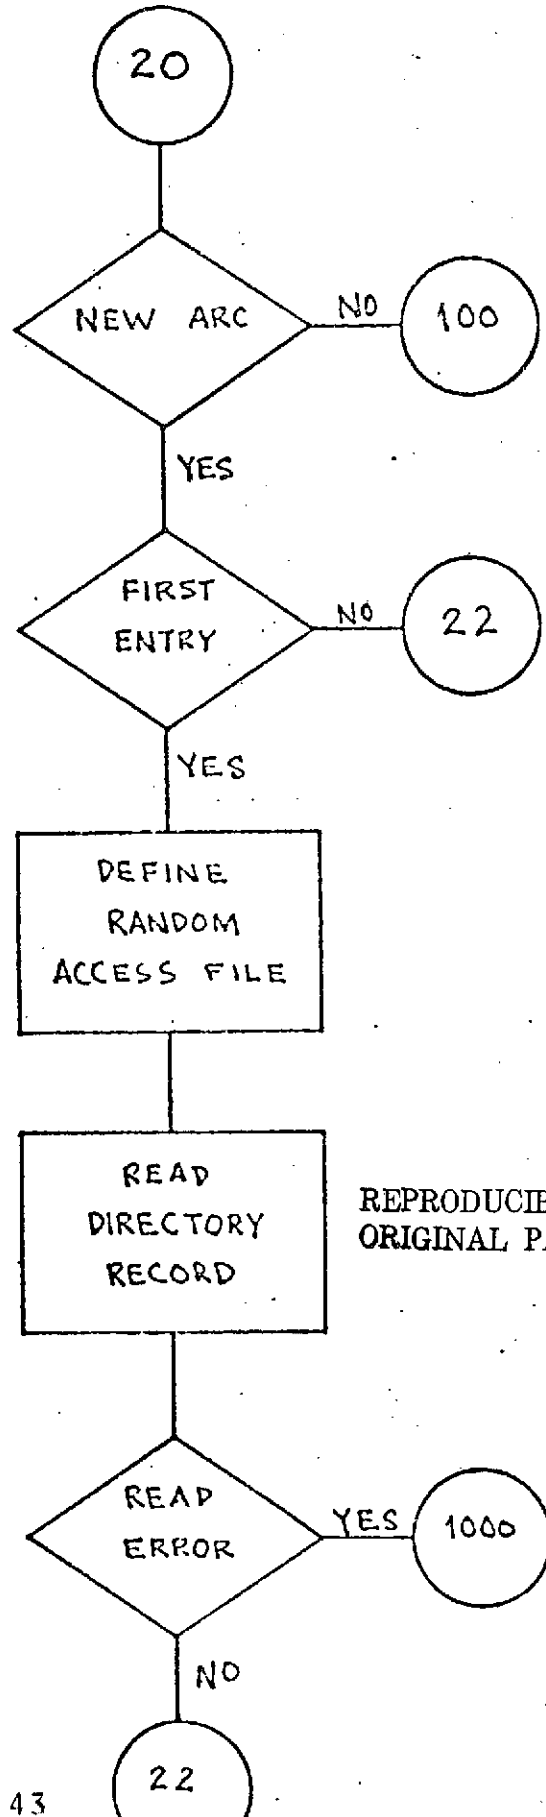 20
NEW ARC
NO
100
YES
FIRST
ENTRY
NO
22
YES
DEFINE
RANDOM
ACCESS FILE
READ
DIRECTORY
RECORD
ORIGINAL
READ
ERROR
YES
1000
NO
22
43